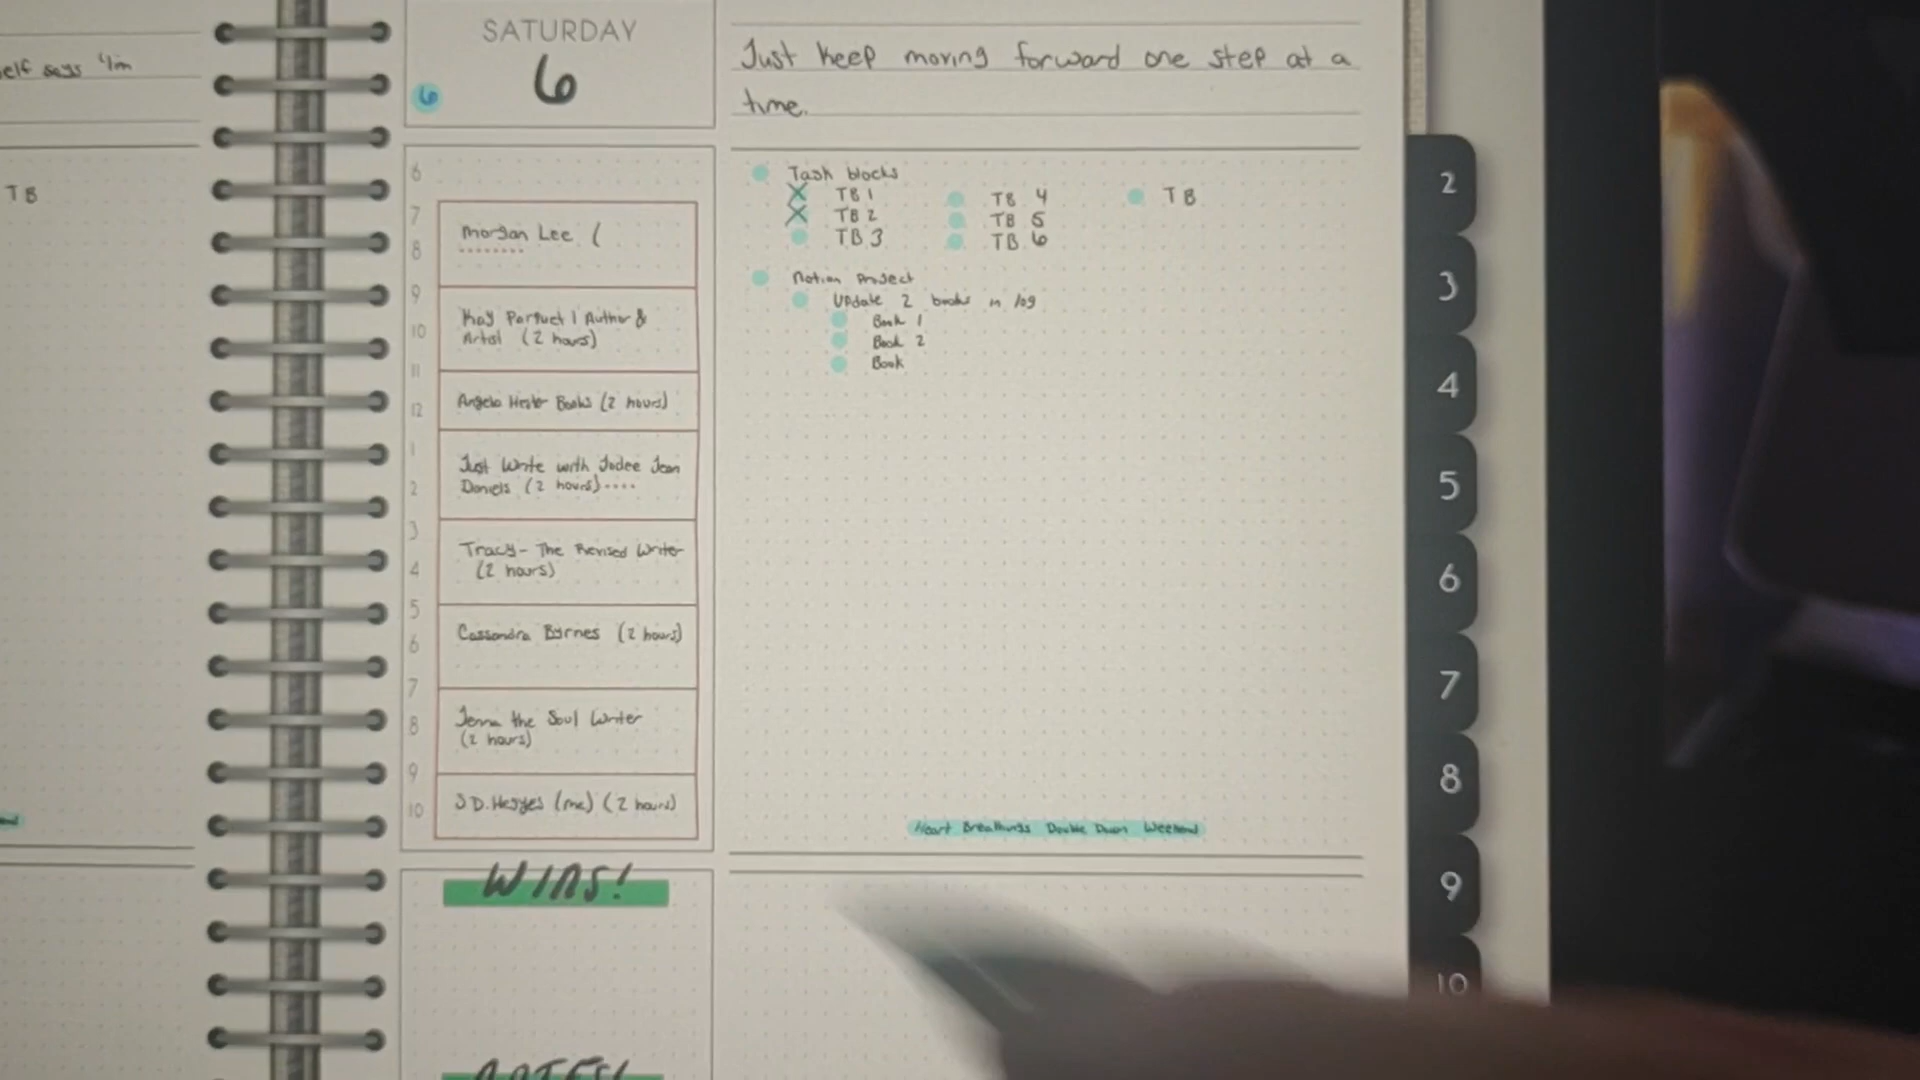 elf says "I'm
TB
SATURDAY
6
6
Just keep moving forward one step at a
time.
6
7
8
9
10
11
12
1
2
3
4
5
6
7
8
9
10
Morgan Lee (
Kay Parquet | Author &
Artist (2 hours)
Angela Hester Books (2 hours)
Just Write with Jodee Jean
Daniels (2 hours)....
Tracy- The Revised Writer
(2 hours)
Cassandra Byrnes (2 hours)
Jenna the Soul Writer
(2 hours)
S.D. Hegyes (me) (2 hours)
Task blocks
TB 1
TB 2
TB 3
TB 4
TB 5
TB 6
TB
Notion Project
Update 2 books in log
Book 1
Book 2
Book
Heart Breathings Double Down Weekend
WINS!
2
3
4
5
6
7
8
9
10